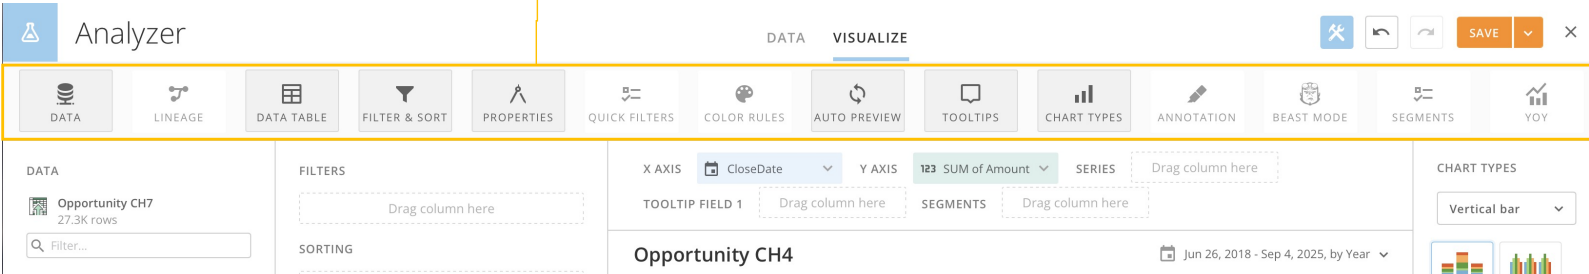 Analyzer
DATA VISUALIZE SAVE
DATA LINEAGE DATA TABLE FILTER & SORT PROPERTIES QUICK FILTERS COLOR RULES AUTO PREVIEW TOOLTIPS CHART TYPES ANNOTATION BEAST MODE SEGMENTS YOY
DATA
Opportunity CH7
27.3K rows
Filter...
FILTERS
Drag column here
SORTING
X AXIS CloseDate Y AXIS 123 SUM of Amount SERIES Drag column here
TOOLTIP FIELD 1 Drag column here SEGMENTS Drag column here
Opportunity CH4 Jun 26, 2018 - Sep 4, 2025, by Year
CHART TYPES
Vertical bar